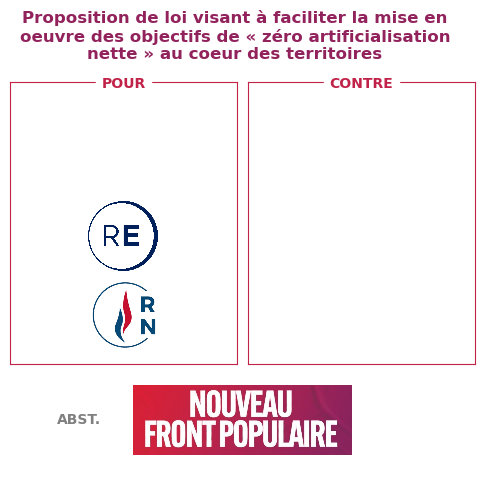 Proposition de loi visant à faciliter la mise en
oeuvre des objectifs de « zéro artificialisation
nette » au coeur des territoires
POUR
CONTRE
RE
R
N
ABST.
NOUVEAU
FRONT POPULAIRE